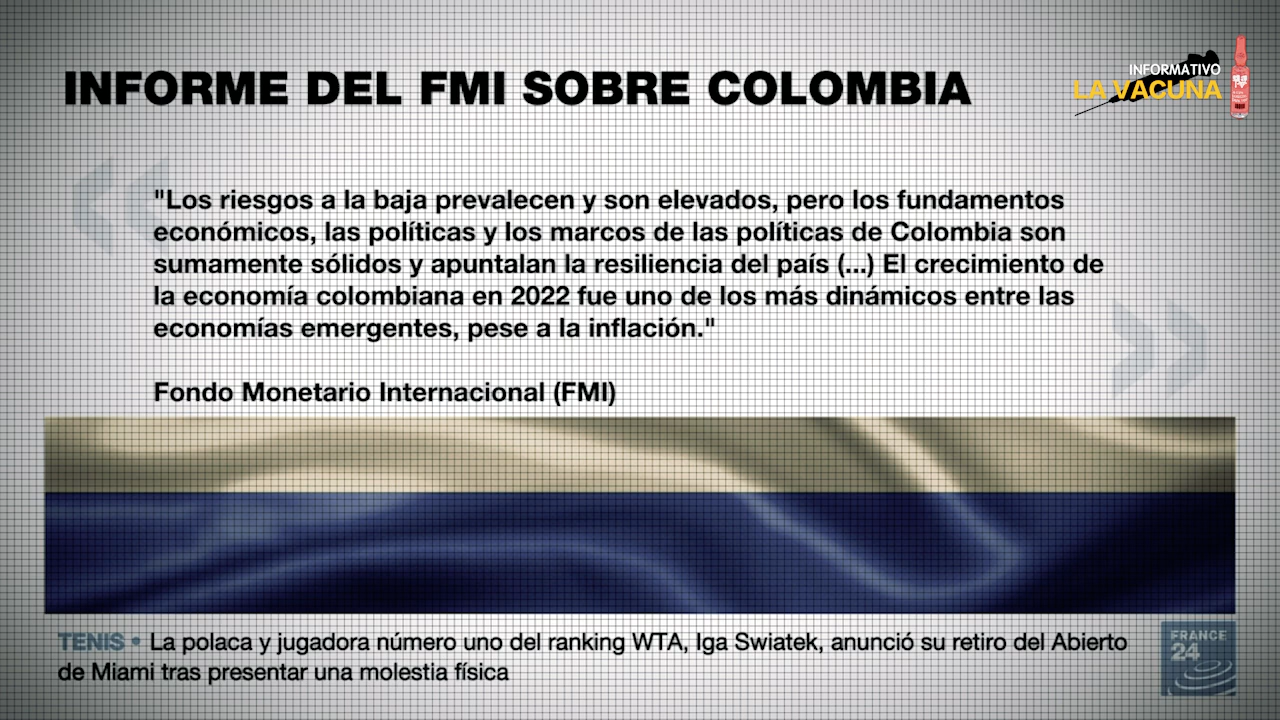 INFORME DEL FMI SOBRE COLOMBIA
INFORMATIVO
LA VACUNA
"Los riesgos a la baja prevalecen y son elevados, pero los fundamentos
económicos, las políticas y los marcos de las políticas de Colombia son
sumamente sólidos y apuntalan la resiliencia del país (...) El crecimiento de
la economía colombiana en 2022 fue uno de los más dinámicos entre las
economías emergentes, pese a la inflación."
Fondo Monetario Internacional (FMI)
TENIS • La polaca y jugadora número uno del ranking WTA, Iga Swiatek, anunció su retiro del Abierto
de Miami tras presentar una molestia física
FRANCE
24